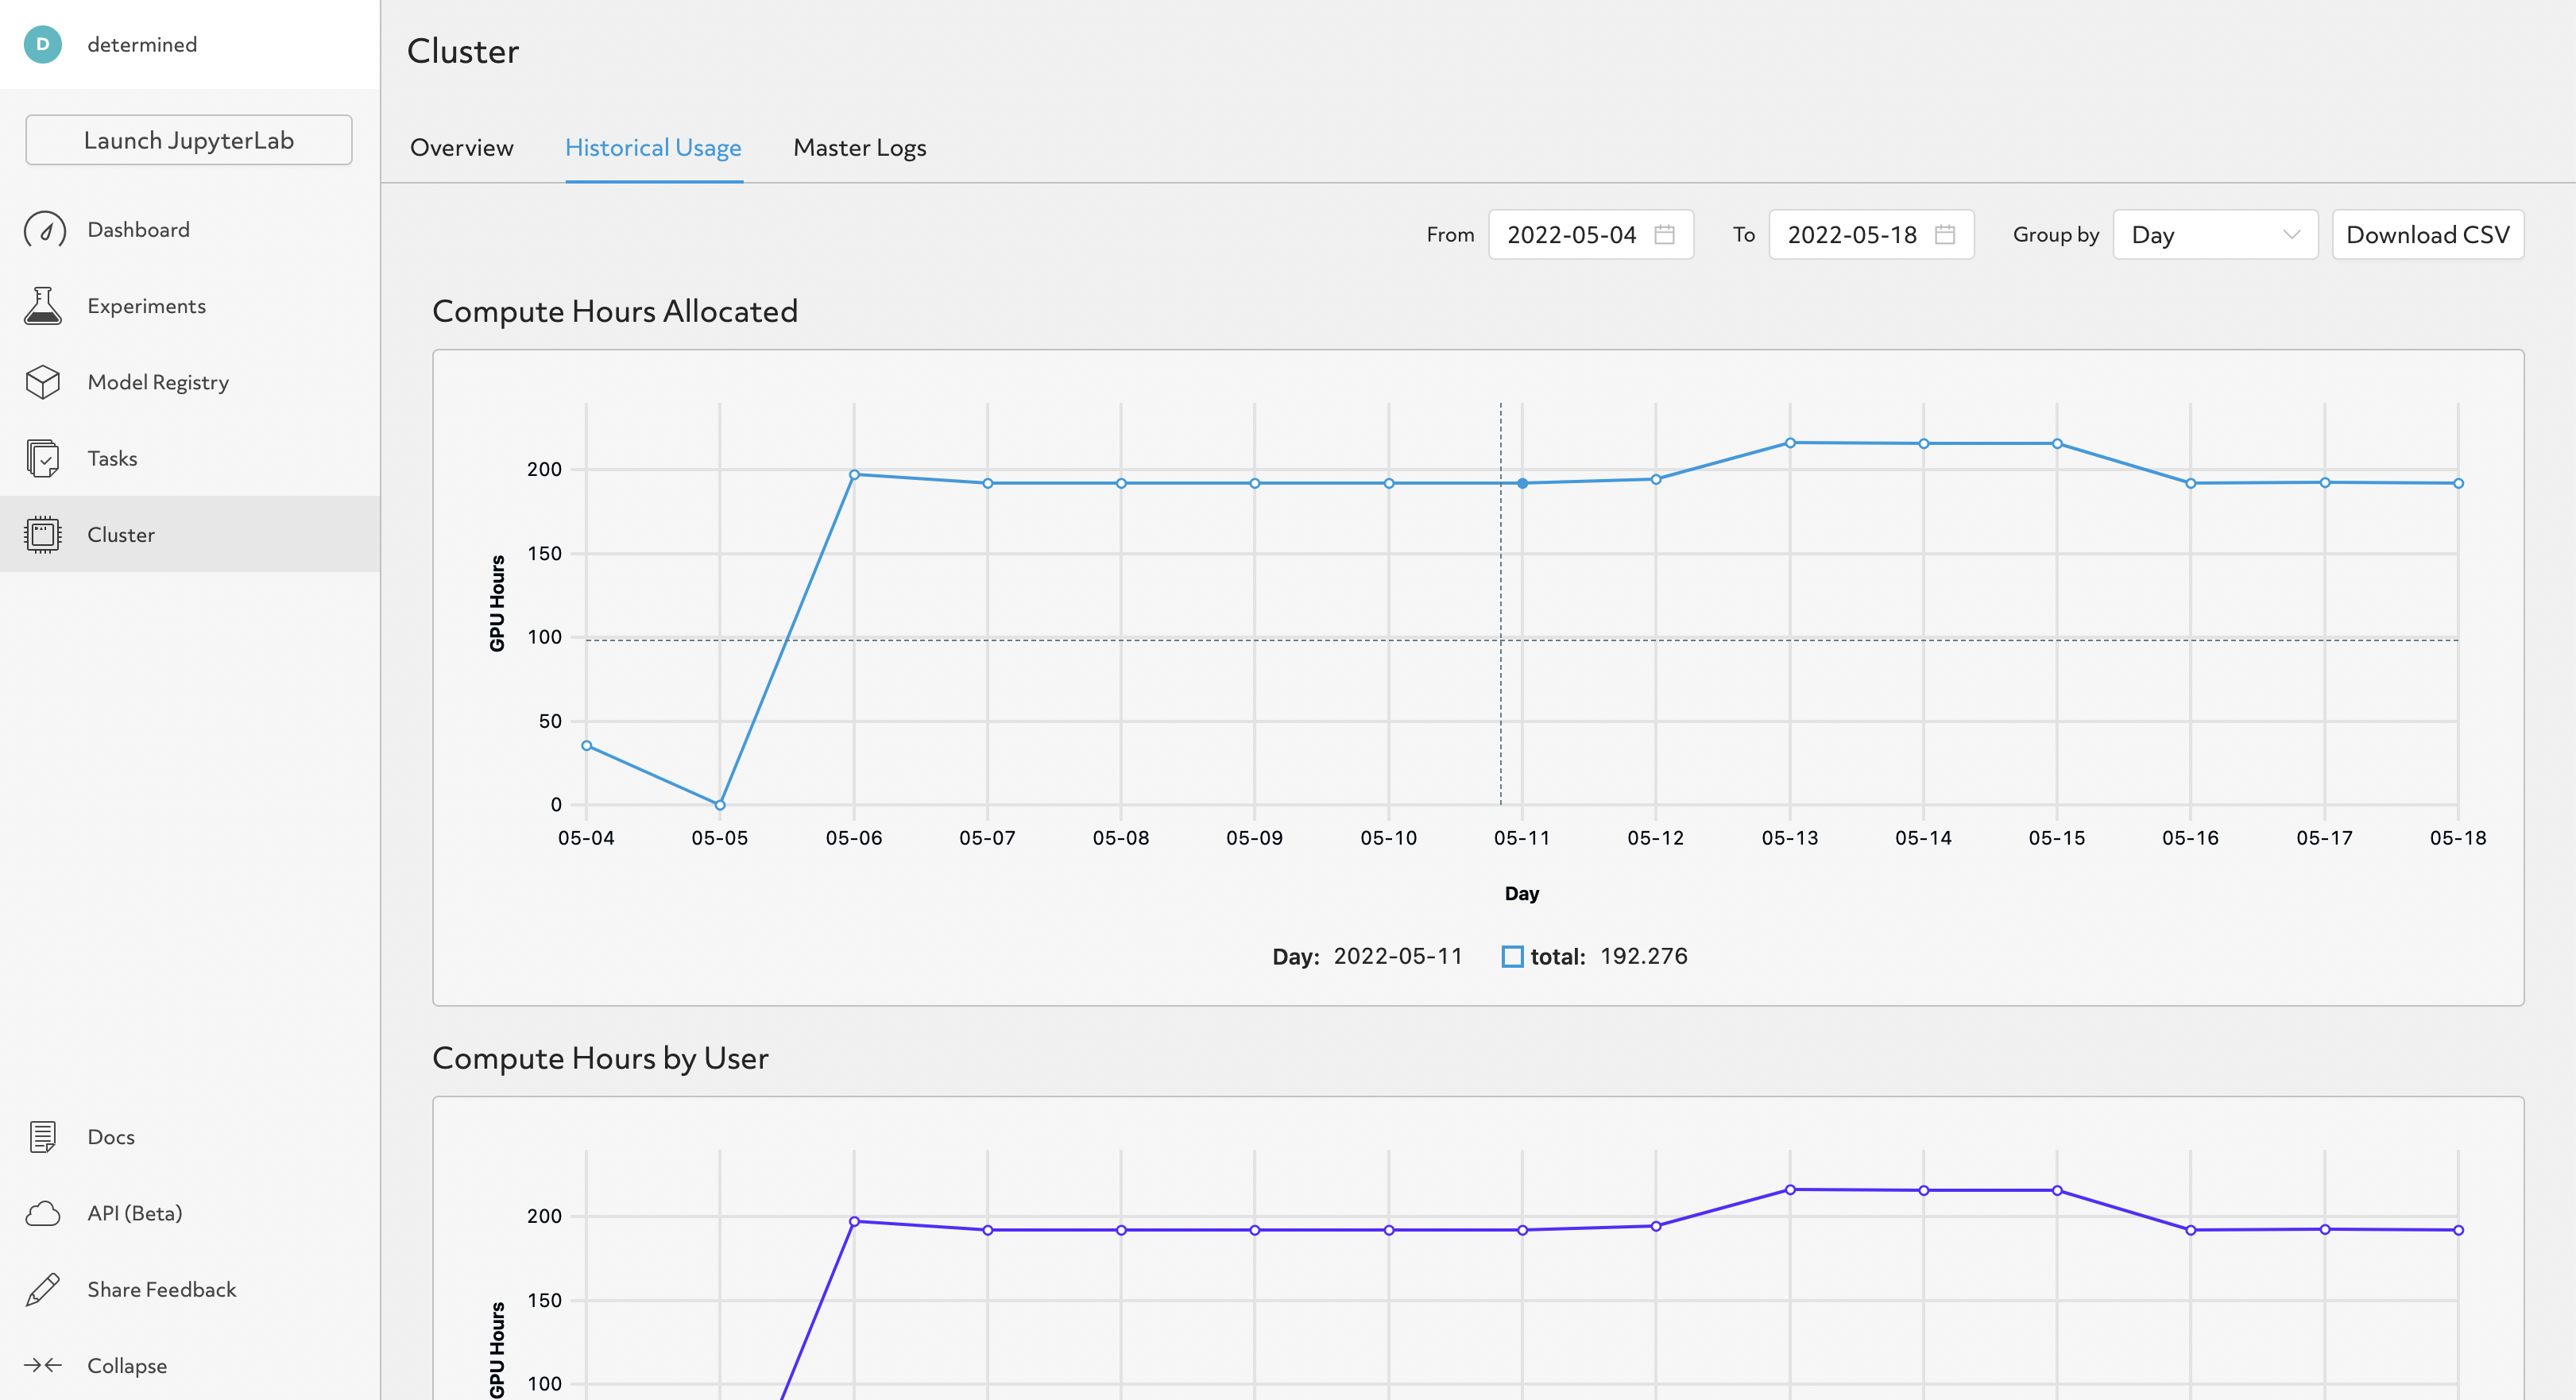 D determined
Launch JupyterLab
Dashboard
Experiments
Model Registry
Tasks
Cluster
Docs
API (Beta)
Share Feedback
Collapse
Cluster
Overview Historical Usage Master Logs
From 2022-05-04 To 2022-05-18 Group by Day Download CSV
Compute Hours Allocated
GPU Hours
200
150
100
50
0
05-04 05-05 05-06 05-07 05-08 05-09 05-10 05-11 05-12 05-13 05-14 05-15 05-16 05-17 05-18
Day
Day: 2022-05-11 total: 192.276
Compute Hours by User
GPU Hours
200
150
100